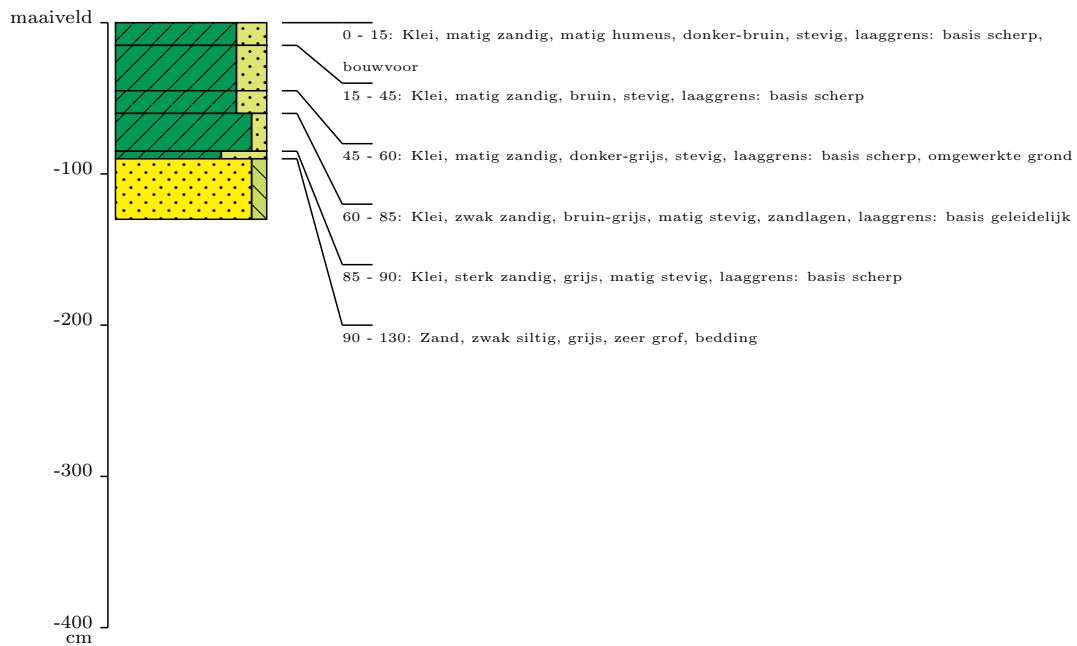 maaiveld
0 - 15: Klei, matig zandig, matig humeus, donker-bruin, stevig, laaggrens: basis scherp,
bouwvoor
15 - 45: Klei, matig zandig, bruin, stevig, laaggrens: basis scherp
45 - 60: Klei, matig zandig, donker-grijs, stevig, laaggrens: basis scherp, omgewerkte grond
-100
60 - 85: Klei, zwak zandig, bruin-grijs, matig stevig, zandlagen, laaggrens: basis geleidelijk
85 - 90: Klei, sterk zandig, grijs, matig stevig, laaggrens: basis scherp
-200
90 - 130: Zand, zwak siltig, grijs, zeer grof, bedding
-300
-400
cm